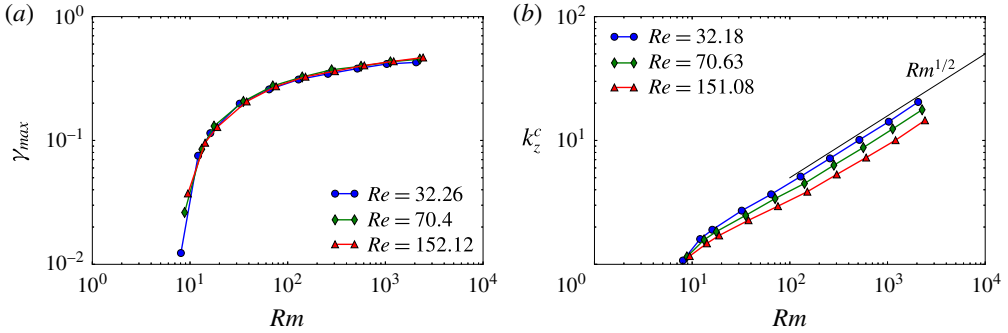 (a)
10^0
10^-1
10^-2
γ_max
Re = 32.26
Re = 70.4
Re = 152.12
10^0 10^1 10^2 10^3 10^4
Rm
(b)
10^2
10^1
k_z^c
Re = 32.18
Re = 70.63
Re = 151.08
Rm^1/2
10^0 10^1 10^2 10^3 10^4
Rm